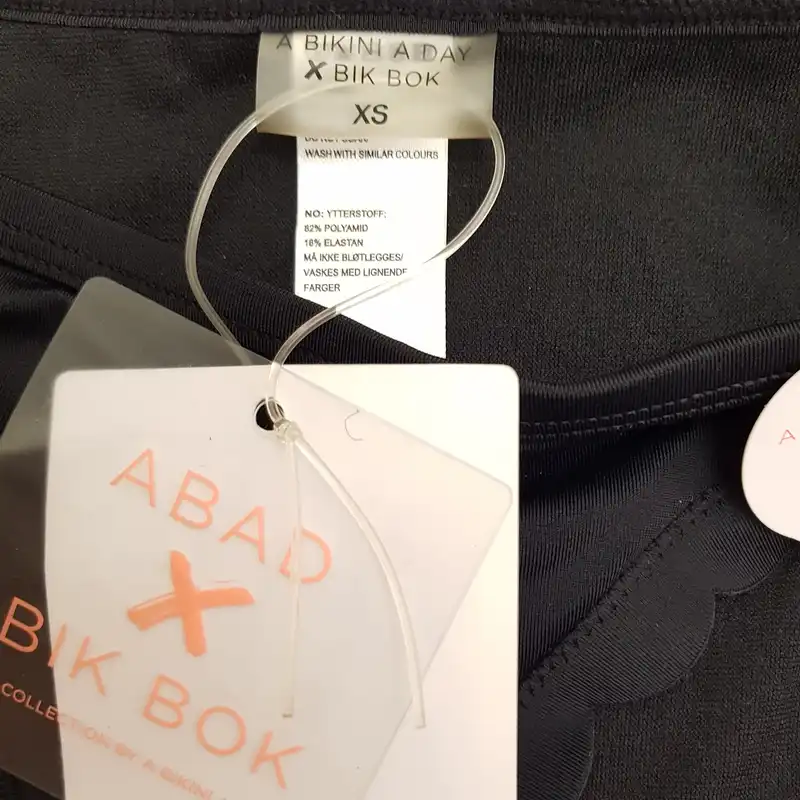 A BIKINI A DAY
X BIK BOK
XS
WASH WITH SIMILAR COLOURS
NO: YTTERSTOFF:
82% POLYAMID
18% ELASTAN
MÅ IKKE BLØTLEGGES/
VASKES MED LIGNENDE
FARGER
ABAD
X
BIK BOK
COLLECTION BY A BIKINI A
A